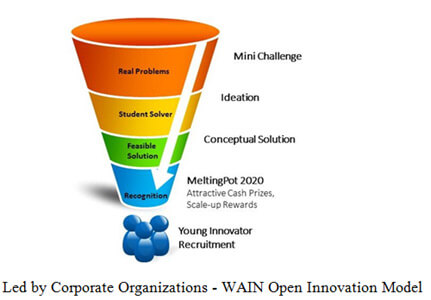 Mini Challenge
Real Problems
Ideation
Student Solver
Conceptual Solution
Feasible
Solution
MeltingPot 2020
Attractive Cash Prizes,
Scale-up Rewards
Recognition
Young Innovator
Recruitment
Led by Corporate Organizations - WAIN Open Innovation Model